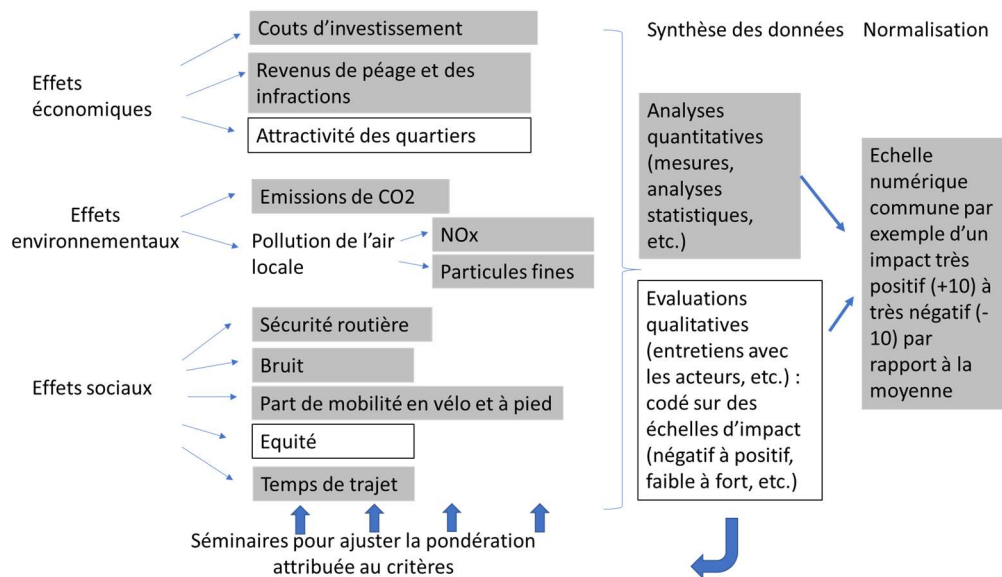 Effets
économiques
Couts d’investissement
Revenus de péage et des
infractions
Attractivité des quartiers
Effets
environnementaux
Emissions de CO2
Pollution de l’air
locale
NOx
Particules fines
Effets sociaux
Sécurité routière
Bruit
Part de mobilité en vélo et à pied
Equité
Temps de trajet
Séminaires pour ajuster la pondération
attribuée au critères
Synthèse des données
Analyses
quantitatives
(mesures,
analyses
statistiques,
etc.)
Evaluations
qualitatives
(entretiens avec
les acteurs, etc.) :
codé sur des
échelles d’impact
(négatif à positif,
faible à fort, etc.)
Normalisation
Echelle
numérique
commune par
exemple d’un
impact très
positif (+10) à
très négatif (-
10) par
rapport à la
moyenne